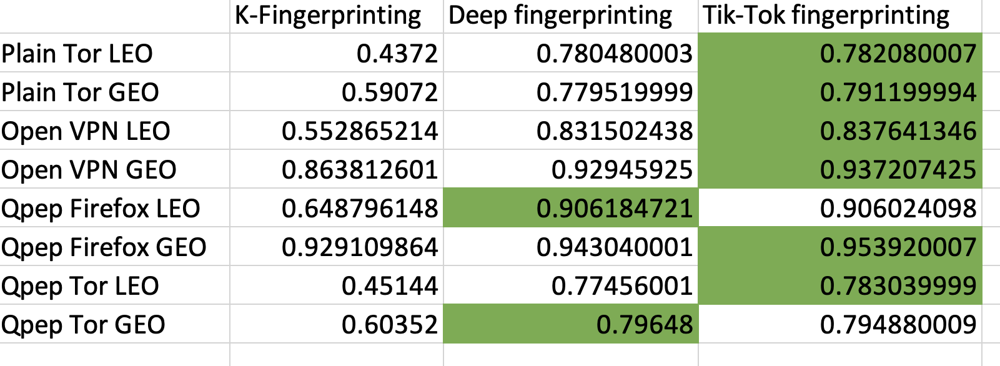 K-Fingerprinting Deep fingerprinting Tik-Tok fingerprinting
Plain Tor LEO 0.4372 0.780480003 0.782080007
Plain Tor GEO 0.59072 0.779519999 0.791199994
Open VPN LEO 0.552865214 0.831502438 0.837641346
Open VPN GEO 0.863812601 0.92945925 0.937207425
Qpep Firefox LEO 0.648796148 0.906184721 0.906024098
Qpep Firefox GEO 0.929109864 0.943040001 0.953920007
Qpep Tor LEO 0.45144 0.77456001 0.783039999
Qpep Tor GEO 0.60352 0.79648 0.794880009